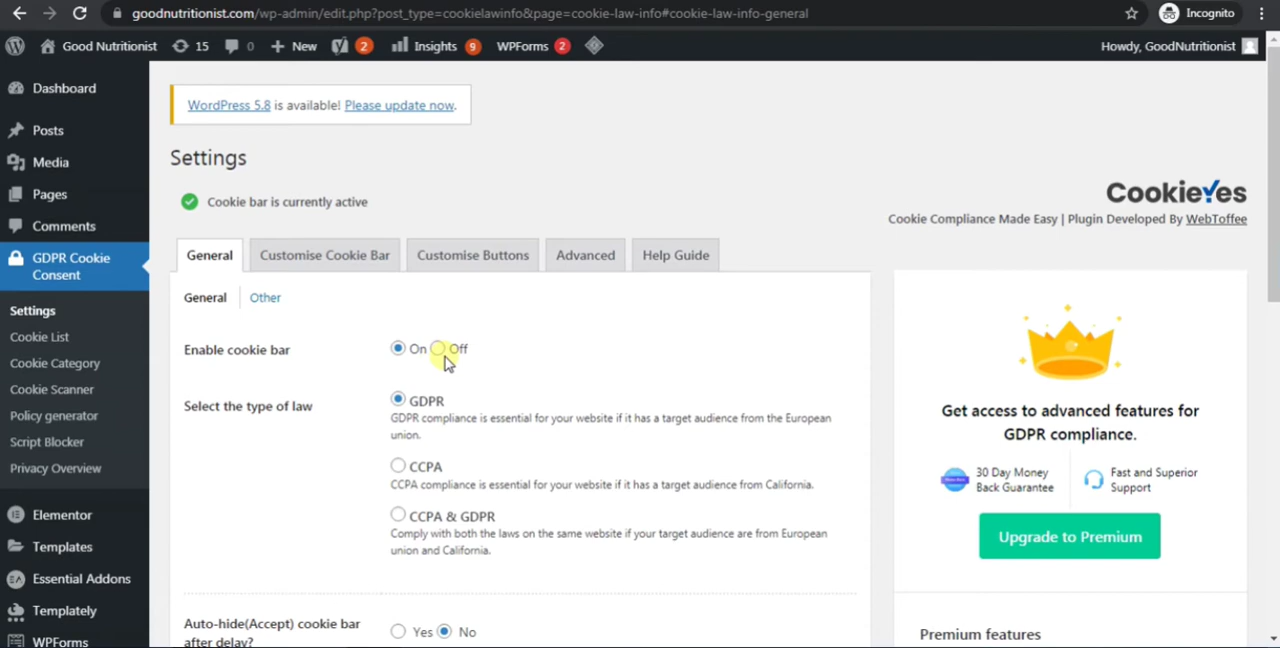 goodnutritionist.com/wp-admin/edit.php?post_type=cookielawinfo&page=cookie-law-info#cookie-law-info-general
Incognito
Good Nutritionist 15 0 New 2 Insights 9 WPForms 2
Howdy, GoodNutritionist
Dashboard
Posts
Media
Pages
Comments
GDPR Cookie
Consent
Settings
Cookie List
Cookie Category
Cookie Scanner
Policy generator
Script Blocker
Privacy Overview
Elementor
Templates
Essential Addons
Templately
WPForms
WordPress 5.8 is available! Please update now.
Settings
Cookie bar is currently active
CookieYes
Cookie Compliance Made Easy | Plugin Developed By WebToffee
General Customise Cookie Bar Customise Buttons Advanced Help Guide
General Other
Enable cookie bar
On Off
Select the type of law
GDPR
GDPR compliance is essential for your website if it has a target audience from the European
union.
CCPA
CCPA compliance is essential for your website if it has a target audience from California.
CCPA & GDPR
Comply with both the laws on the same website if your target audience are from European
union and California.
Auto-hide(Accept) cookie bar
after delay?
Yes No
Get access to advanced features for
GDPR compliance.
30 Day Money
Back Guarantee
Fast and Superior
Support
Upgrade to Premium
Premium features